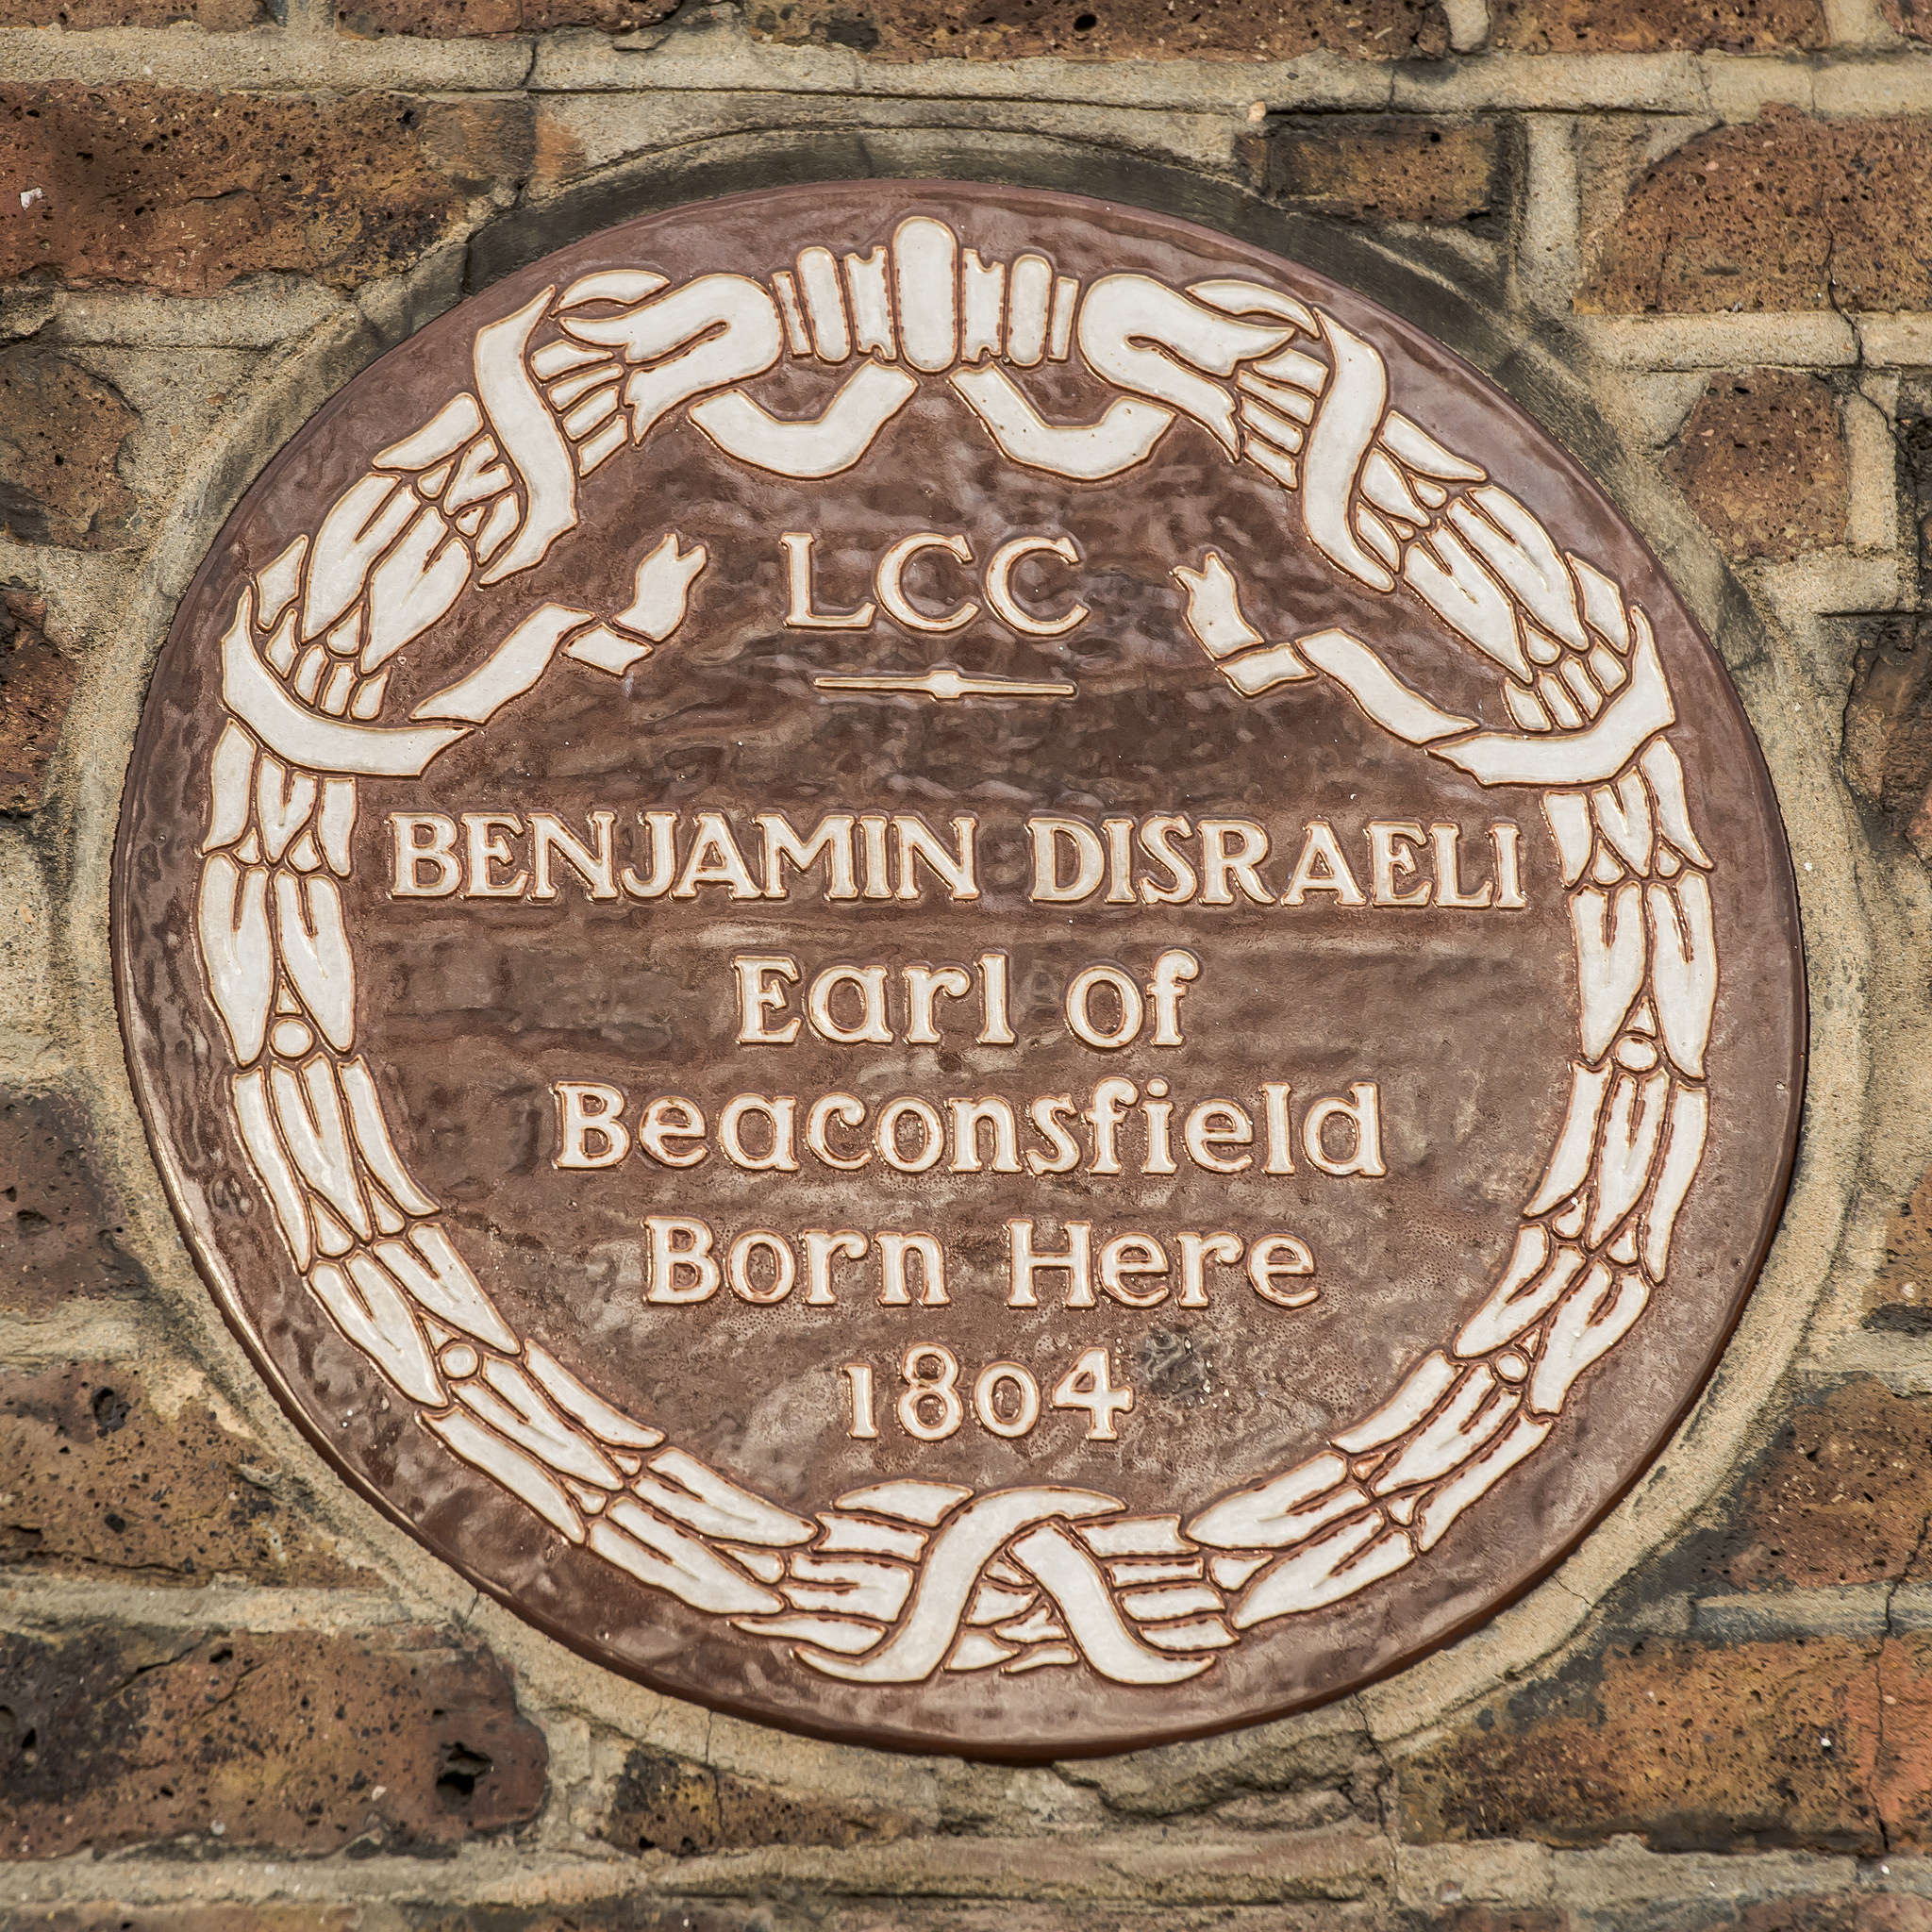 LCC
BENJAMIN DISRAELI
Earl of
Beaconsfield
Born Here
1804